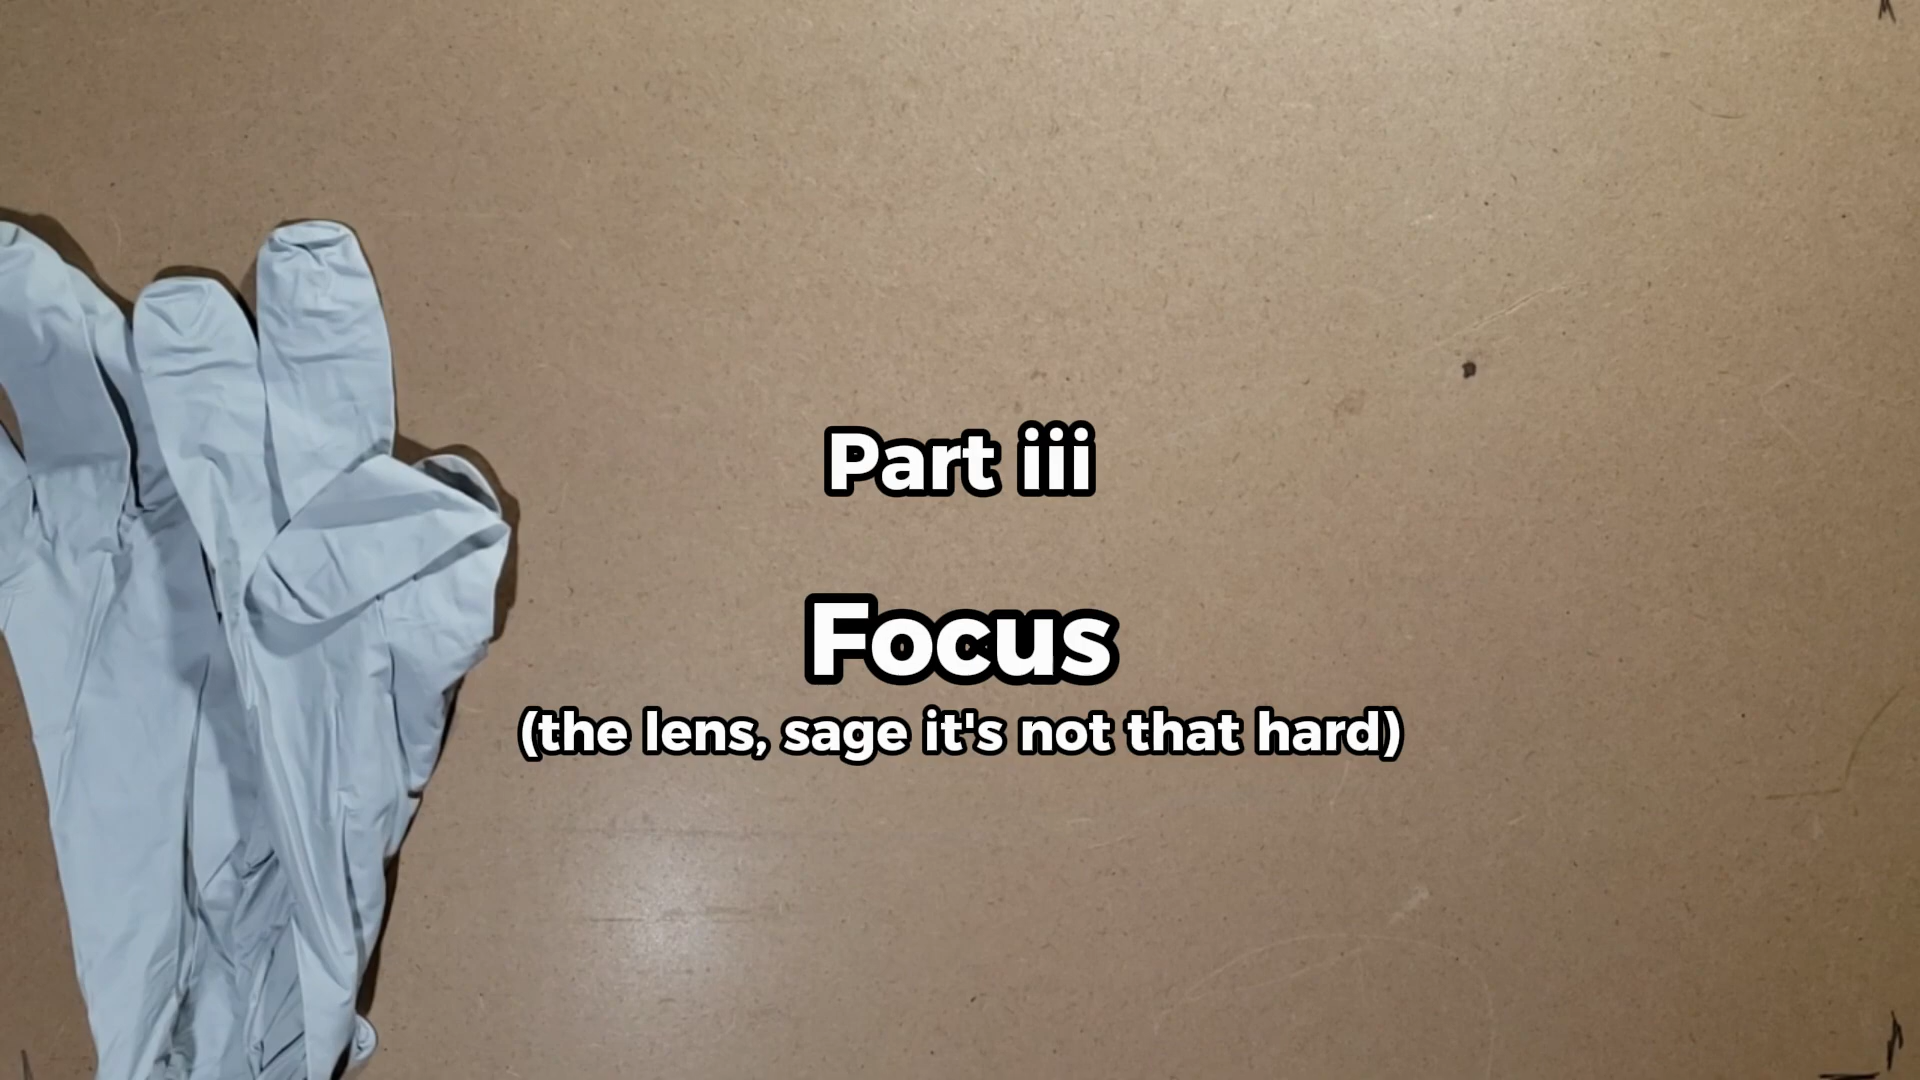 Part iii
Focus
(the lens, sage it's not that hard)